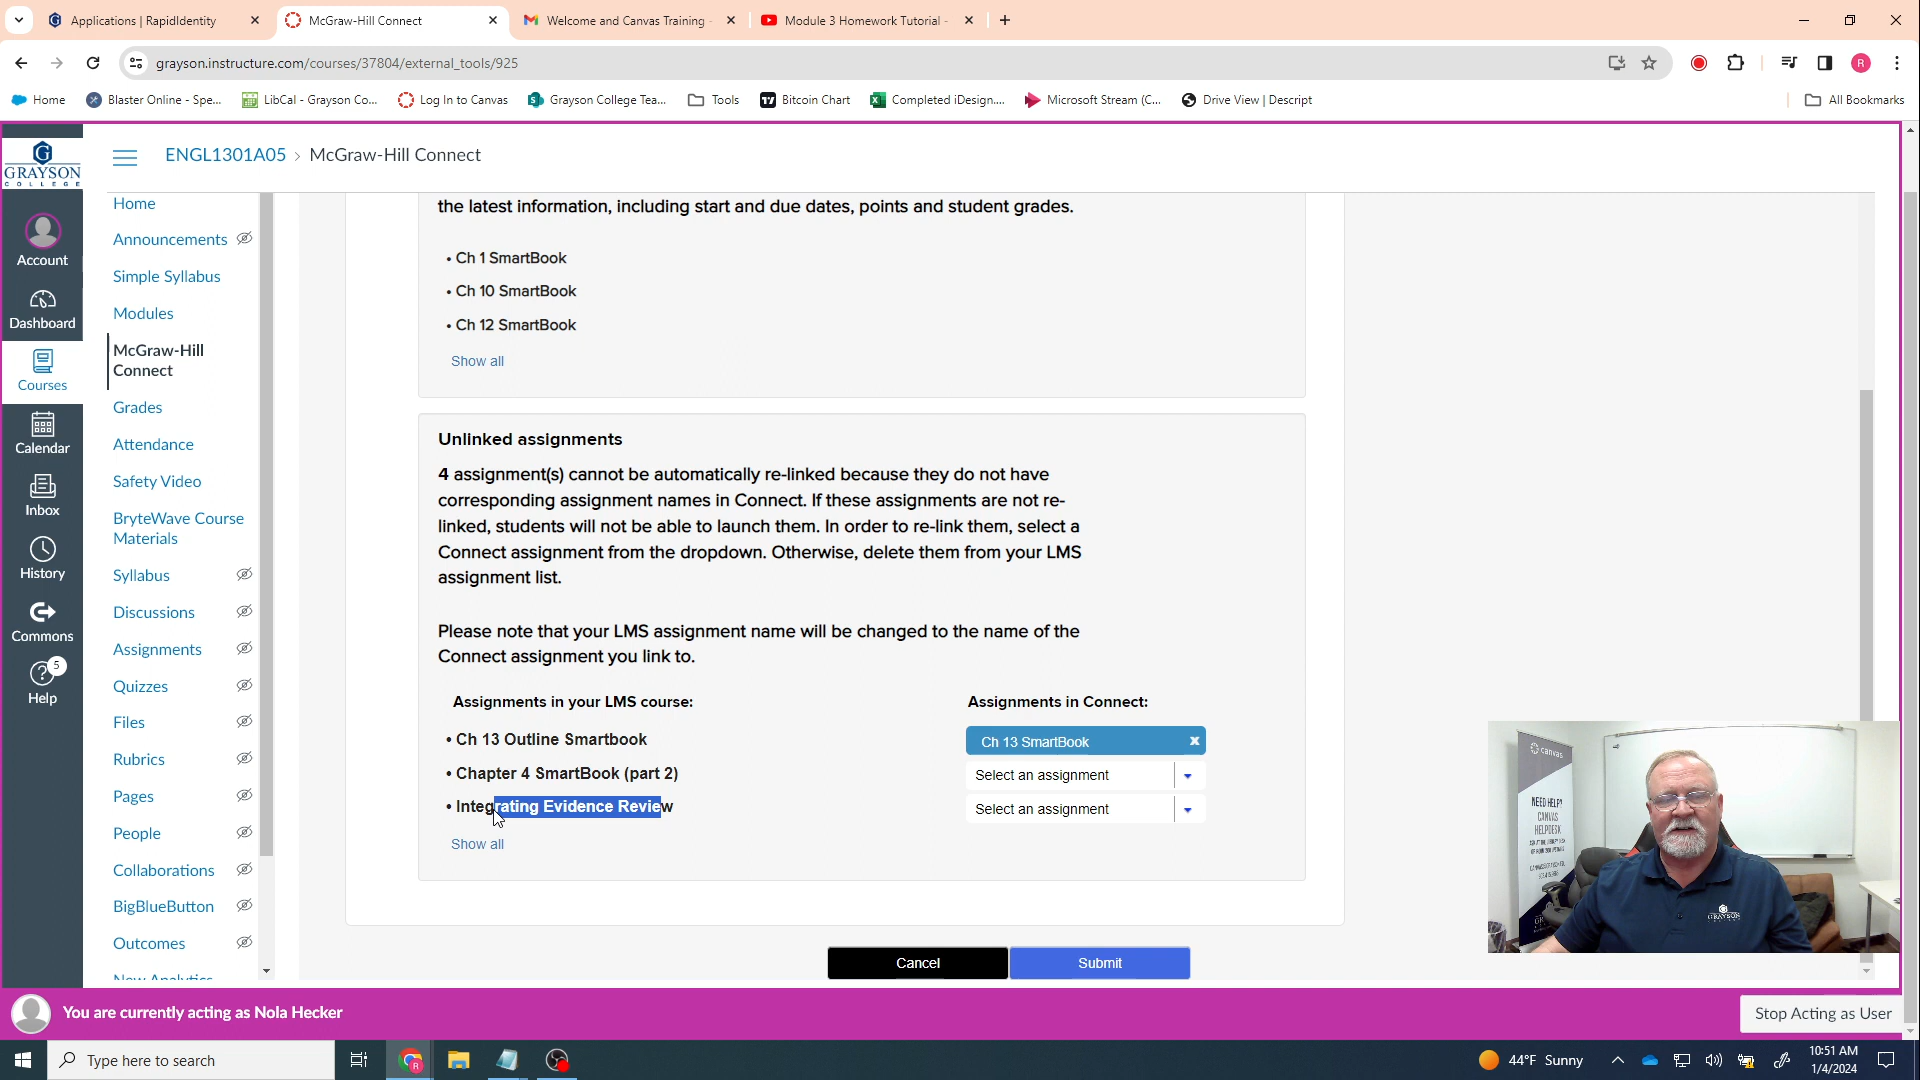 Applications | RapidIdentity
McGraw-Hill Connect
Welcome and Canvas Training -
Module 3 Homework Tutorial -
grayson.instructure.com/courses/37804/external_tools/925
R
Home
Blaster Online - Spe...
LibCal - Grayson Co...
Log In to Canvas
Grayson College Tea...
Tools
Bitcoin Chart
Completed iDesign....
Microsoft Stream (C...
Drive View | Descript
All Bookmarks
GRAYSON
COLLEGE
ENGL1301A05 > McGraw-Hill Connect
Account
Dashboard
Courses
Calendar
Inbox
History
Commons
5
Help
Home
Announcements
Simple Syllabus
Modules
McGraw-Hill
Connect
Grades
Attendance
Safety Video
BryteWave Course
Materials
Syllabus
Discussions
Assignments
Quizzes
Files
Rubrics
Pages
People
Collaborations
BigBlueButton
Outcomes
New Analytics
the latest information, including start and due dates, points and student grades.
• Ch 1 SmartBook
• Ch 10 SmartBook
• Ch 12 SmartBook
Show all
Unlinked assignments
4 assignment(s) cannot be automatically re-linked because they do not have
corresponding assignment names in Connect. If these assignments are not re-
linked, students will not be able to launch them. In order to re-link them, select a
Connect assignment from the dropdown. Otherwise, delete them from your LMS
assignment list.
Please note that your LMS assignment name will be changed to the name of the
Connect assignment you link to.
Assignments in your LMS course:
Assignments in Connect:
• Ch 13 Outline Smartbook
Ch 13 SmartBook x
• Chapter 4 SmartBook (part 2)
Select an assignment
• Integrating Evidence Review
Select an assignment
Show all
Cancel
Submit
canvas
NEED HELP?
CANVAS
HELPDESK
GRAYSON
You are currently acting as Nola Hecker
Stop Acting as User
Type here to search
R
44°F Sunny
10:51 AM
1/4/2024